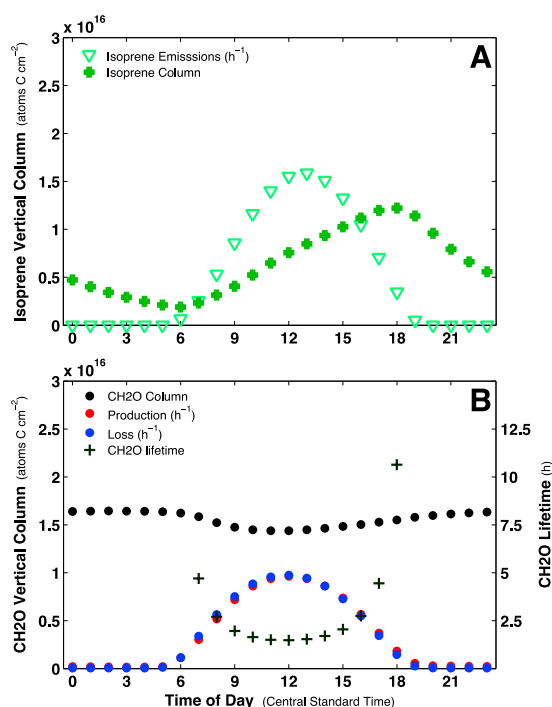 3 x 10^16
A
Isoprene Emisssions (h^-1)
Isoprene Column
2.5
2
1.5
1
0.5
0
Isoprene Vertical Column (atoms C cm^-2)
0 3 6 9 12 15 18 21
3 x 10^16
B
CH2O Column
Production (h^-1)
Loss (h^-1)
CH2O lifetime
2.5
2
1.5
1
0.5
0
CH2O Vertical Column (atoms C cm^-2)
12.5
10
7.5
5
2.5
0
CH2O Lifetime (h)
0 3 6 9 12 15 18 21
Time of Day (Central Standard Time)